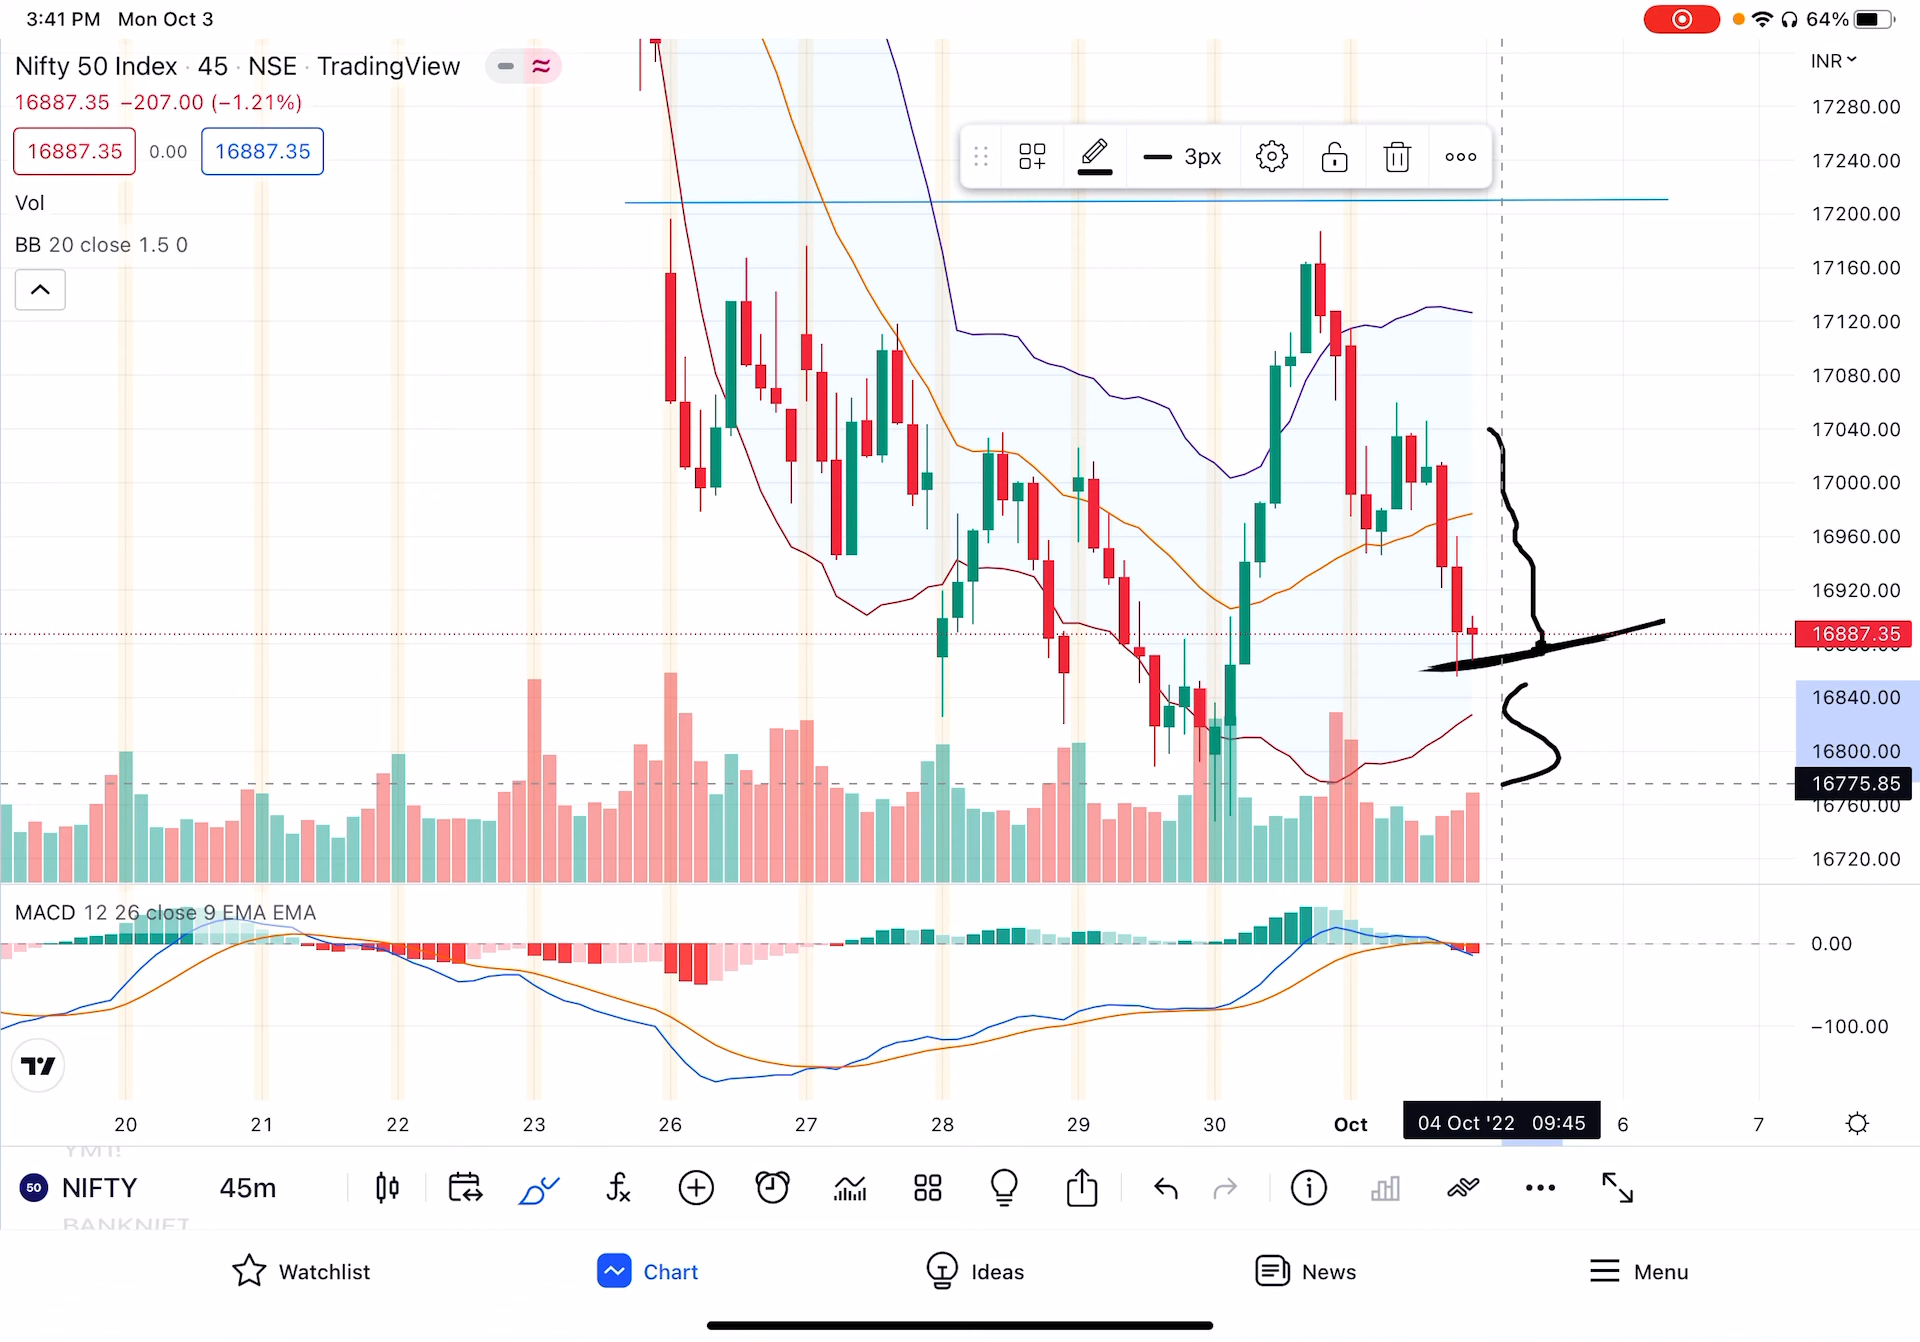 3:41 PM Mon Oct 3
64%
Nifty 50 Index · 45 · NSE · TradingView
INR
16887.35 −207.00 (−1.21%)
16887.35 0.00 16887.35
3px
Vol
BB 20 close 1.5 0
17280.00
17240.00
17200.00
17160.00
17120.00
17080.00
17040.00
17000.00
16960.00
16920.00
16887.35
16840.00
16800.00
16775.85
16760.00
16720.00
MACD 12 26 close 9 EMA EMA
0.00
−100.00
20 21 22 23 26 27 28 29 30 Oct 04 Oct '22 09:45 6 7
50 NIFTY 45m
BANKNIFT
Watchlist Chart Ideas News Menu